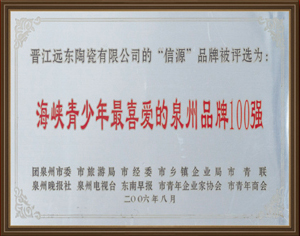 晋江远东陶瓷有限公司的“信源”品牌被评选为：
海峡青少年最喜爱的泉州品牌100强
团泉州市委 市旅游局 市经委 市乡镇企业局 市青联
泉州晚报社 泉州电视台 东南早报 市青年企业家协会 市青年商会
二00六年八月